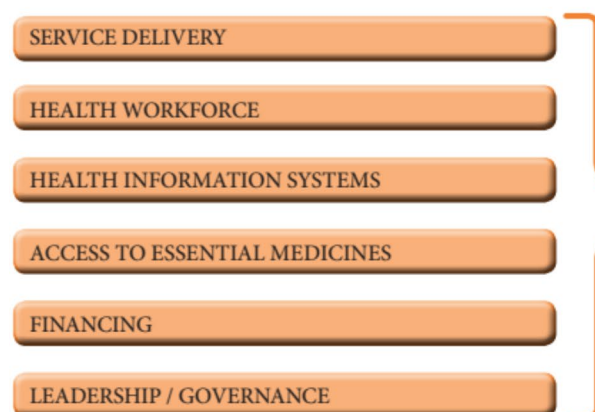 SERVICE DELIVERY
HEALTH WORKFORCE
HEALTH INFORMATION SYSTEMS
ACCESS TO ESSENTIAL MEDICINES
FINANCING
LEADERSHIP / GOVERNANCE